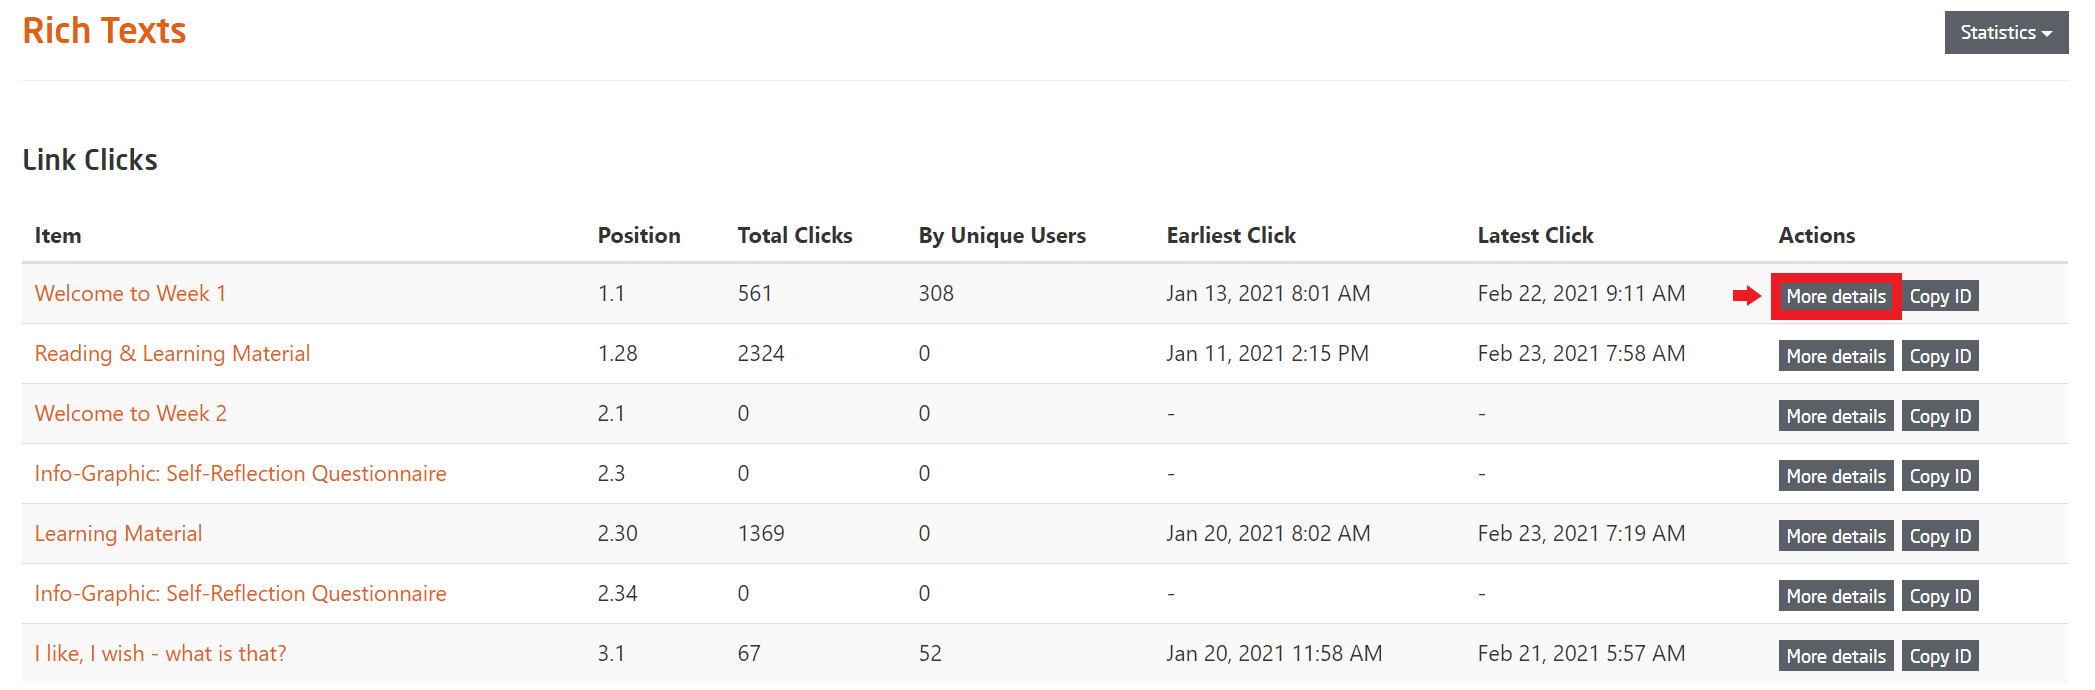 Rich Texts
Statistics
Link Clicks
Item Position Total Clicks By Unique Users Earliest Click Latest Click Actions
Welcome to Week 1 1.1 561 308 Jan 13, 2021 8:01 AM Feb 22, 2021 9:11 AM More details Copy ID
Reading & Learning Material 1.28 2324 0 Jan 11, 2021 2:15 PM Feb 23, 2021 7:58 AM More details Copy ID
Welcome to Week 2 2.1 0 0 - - More details Copy ID
Info-Graphic: Self-Reflection Questionnaire 2.3 0 0 - - More details Copy ID
Learning Material 2.30 1369 0 Jan 20, 2021 8:02 AM Feb 23, 2021 7:19 AM More details Copy ID
Info-Graphic: Self-Reflection Questionnaire 2.34 0 0 - - More details Copy ID
I like, I wish - what is that? 3.1 67 52 Jan 20, 2021 11:58 AM Feb 21, 2021 5:57 AM More details Copy ID